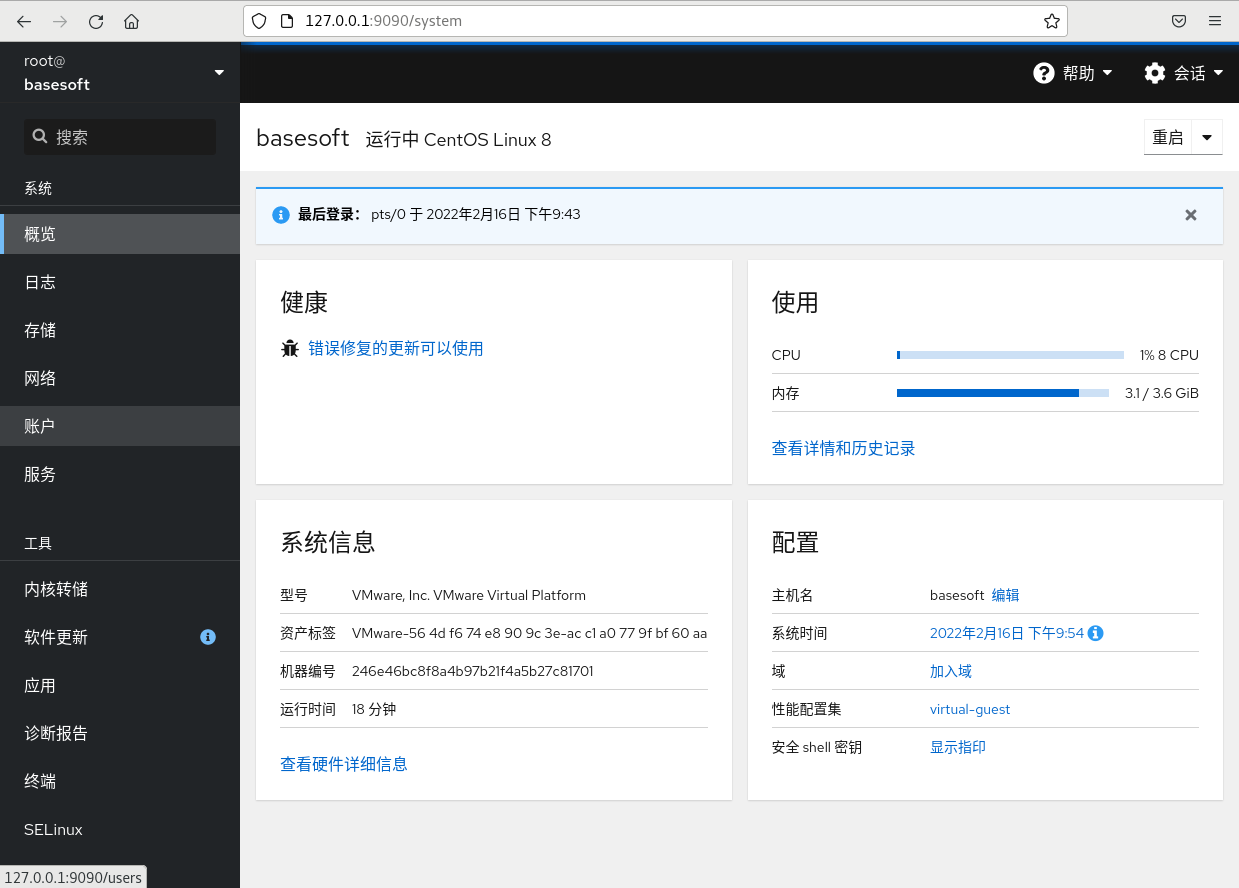 127.0.0.1:9090/system
root@
basesoft
帮助
会话
搜索
系统
概览
日志
存储
网络
账户
服务
工具
内核转储
软件更新
应用
诊断报告
终端
SELinux
127.0.0.1:9090/users
basesoft 运行中 CentOS Linux 8
重启
最后登录： pts/0 于 2022年2月16日 下午9:43
健康
错误修复的更新可以使用
使用
CPU 1% 8 CPU
内存 3.1 / 3.6 GiB
查看详情和历史记录
系统信息
型号 VMware, Inc. VMware Virtual Platform
资产标签 VMware-56 4d f6 74 e8 90 9c 3e-ac c1 a0 77 9f bf 60 aa
机器编号 246e46bc8f8a4b97b21f4a5b27c81701
运行时间 18 分钟
查看硬件详细信息
配置
主机名 basesoft 编辑
系统时间 2022年2月16日 下午9:54
域 加入域
性能配置集 virtual-guest
安全 shell 密钥 显示指印